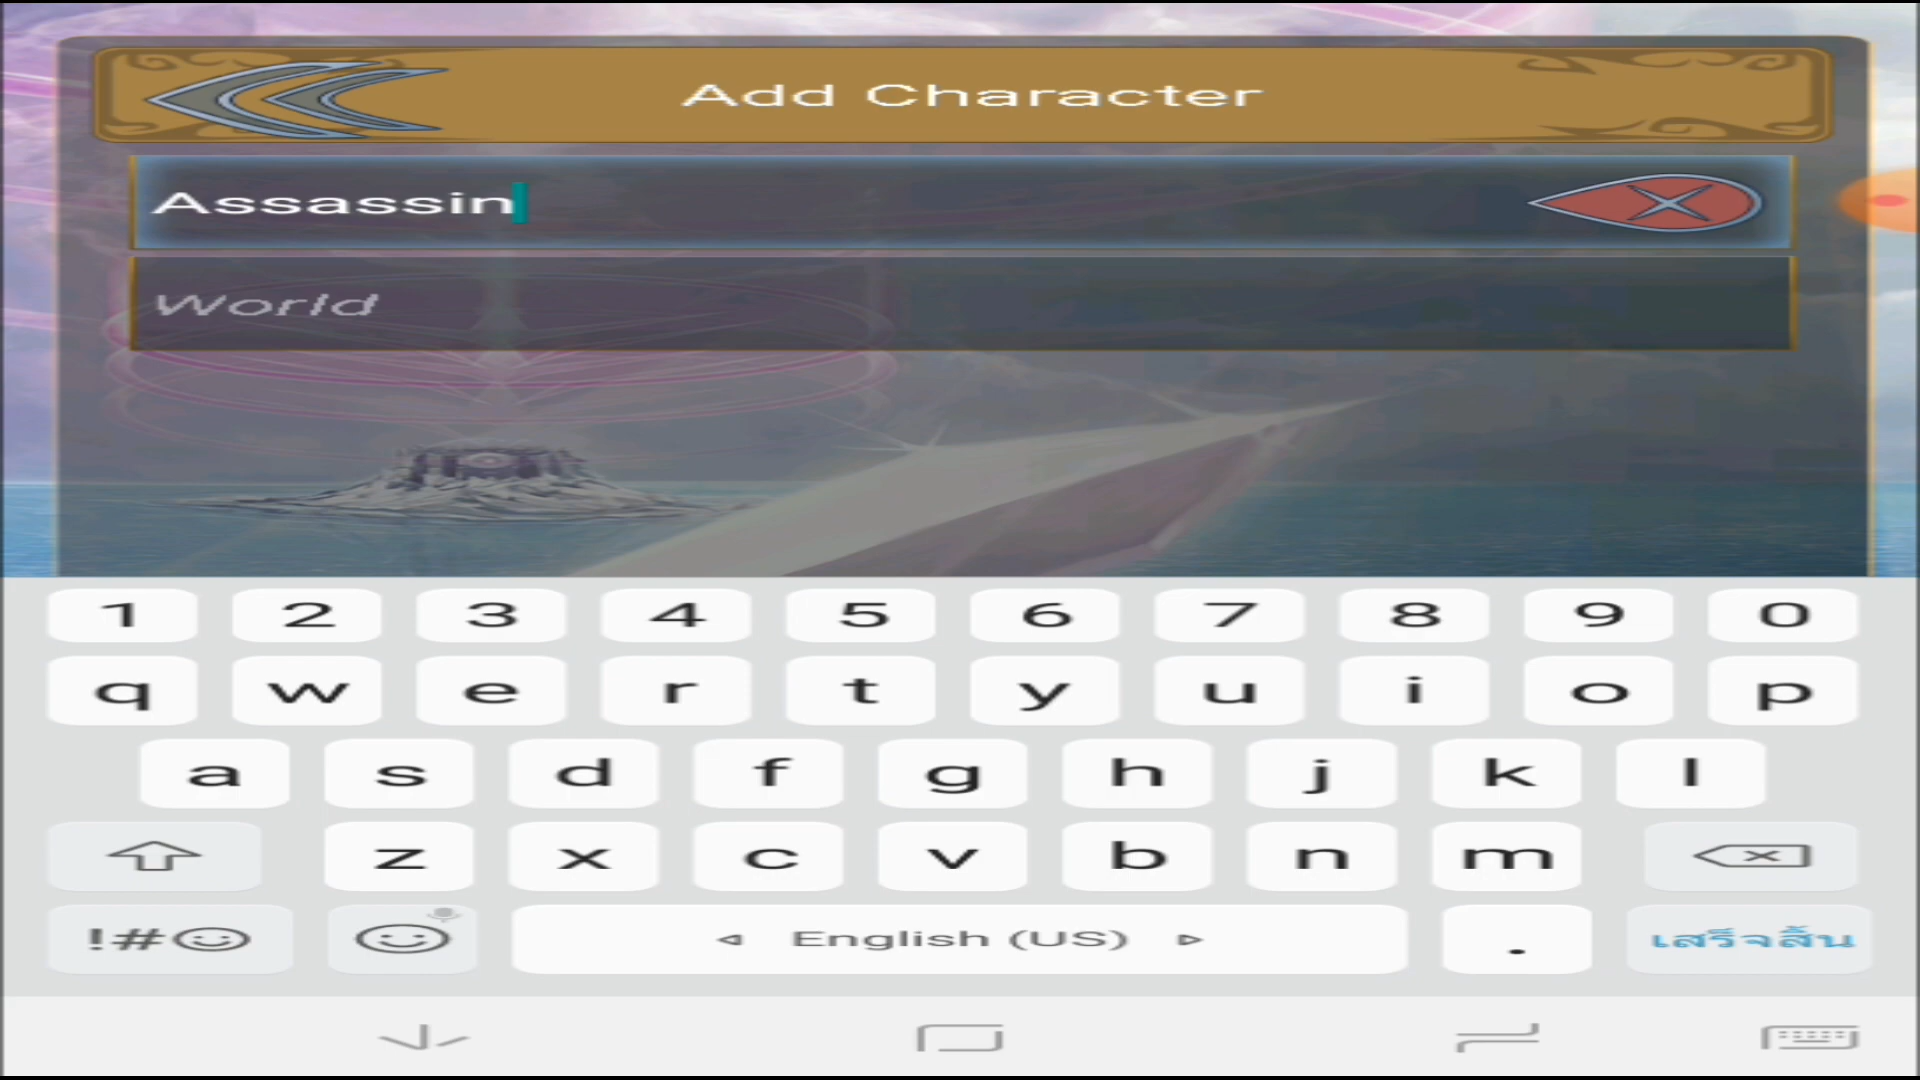 Add Character
Assassin
World
1 2 3 4 5 6 7 8 9 0
q w e r t y u i o p
a s d f g h j k l
z x c v b n m
!#☺ English (US) . เสร็จสิ้น